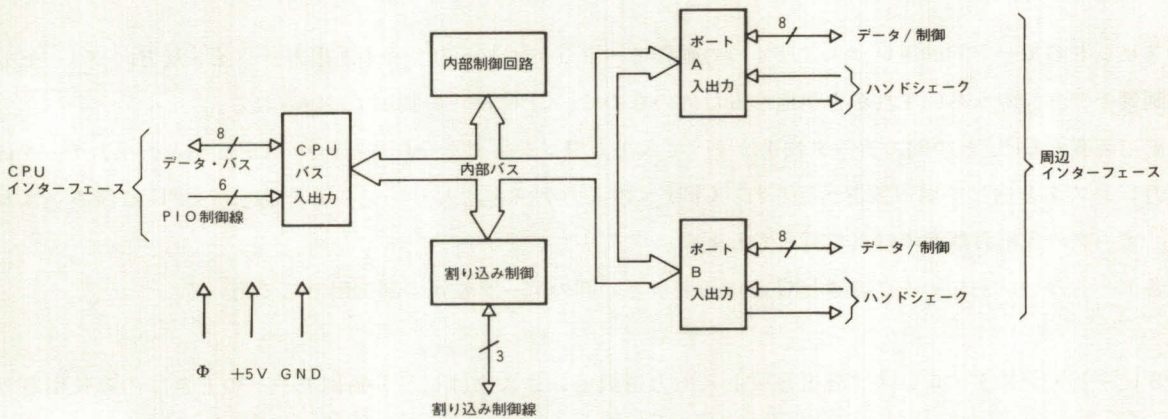 内部制御回路
ポート
A
入出力
8
データ/制御
ハンドシェーク
CPU
インターフェース
8
データ・バス
6
PIO制御線
CPU
バス
入出力
内部バス
周辺
インターフェース
割り込み制御
3
割り込み制御線
ポート
B
入出力
8
データ/制御
ハンドシェーク
Φ
+5V
GND